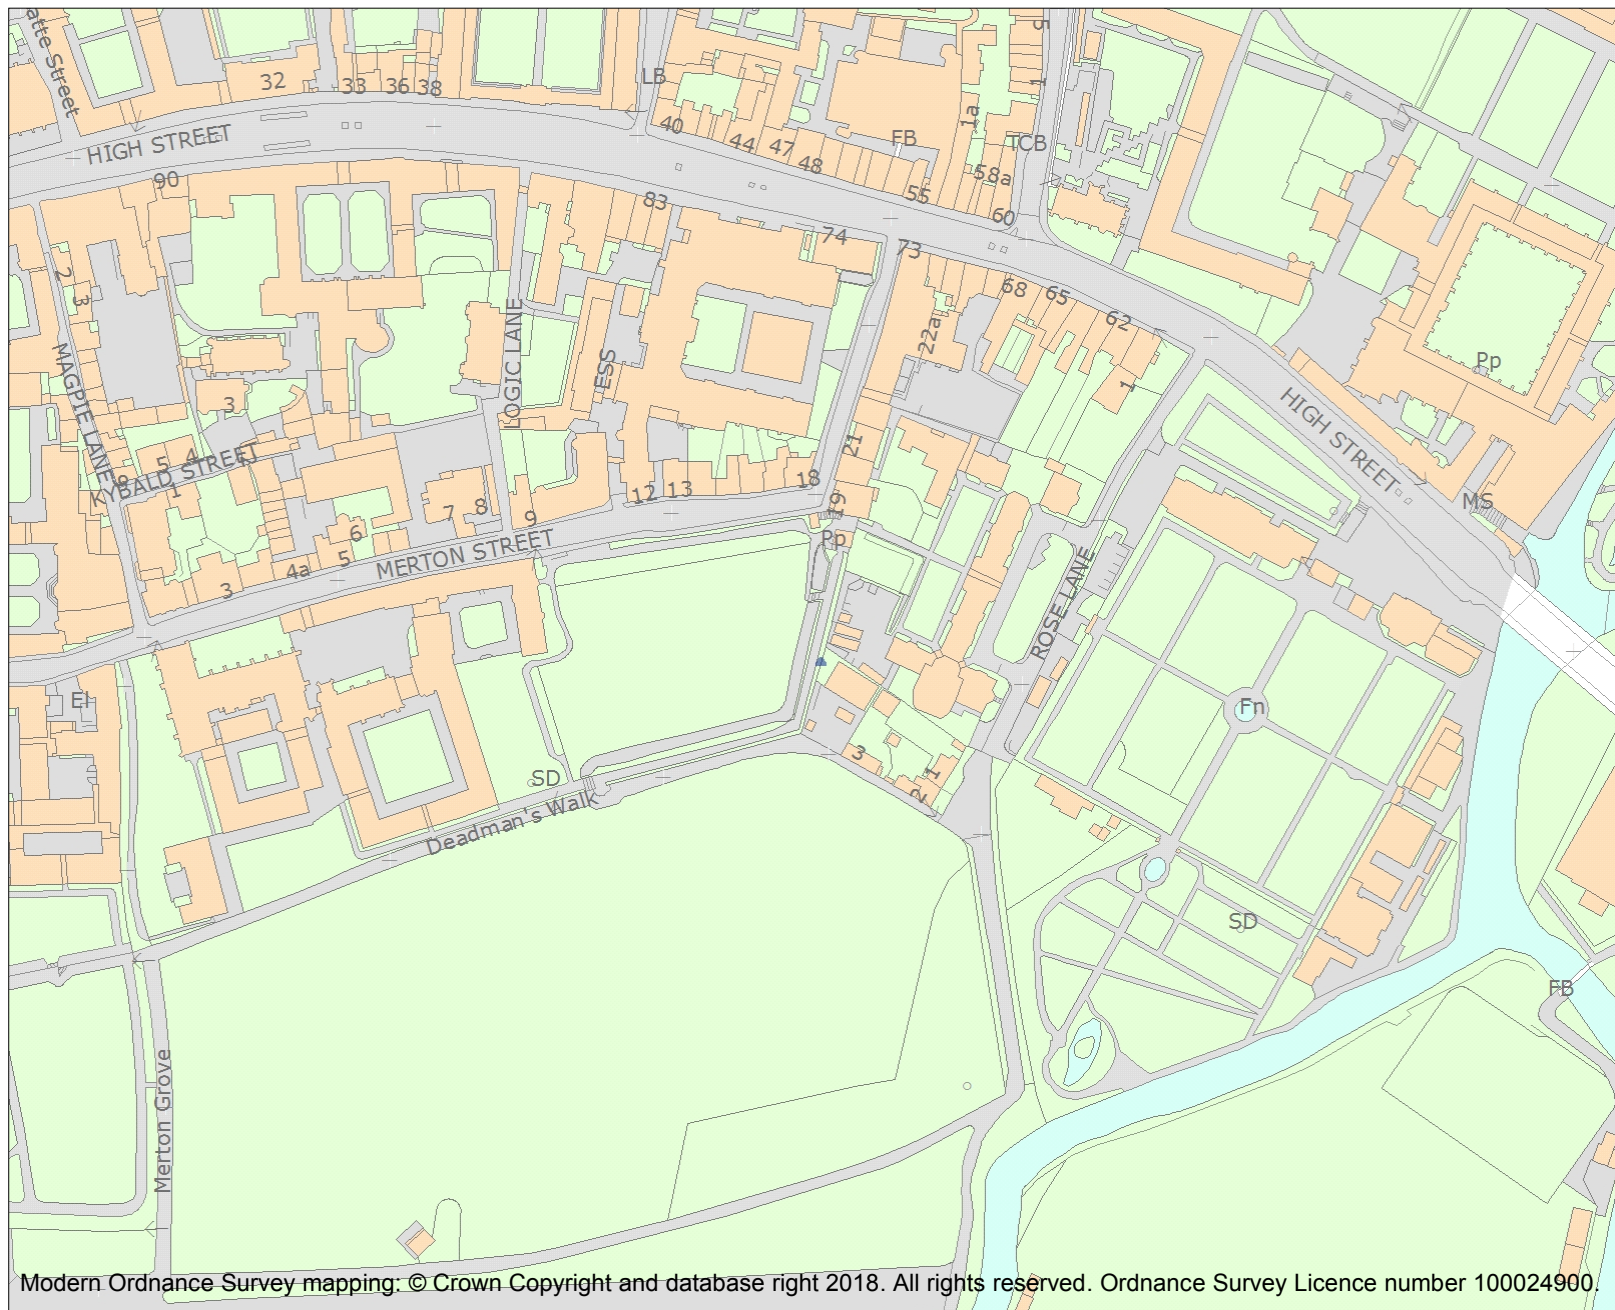 atte Street
32
33
36
38
LB
5
1
1a
HIGH STREET
40
44
47
48
FB
TCB
55
58a
60
90
83
74
73
68
65
62
2
3
MAGPIE LANE
LOGIC LANE
ESS
22a
1
Pp
HIGH STREET
3
5
4
6
KYBALD STREET
1
7
8
9
12
13
18
21
19
Pp
MS
6
5
4a
3
MERTON STREET
ROSE LANE
EI
Fn
SD
Deadman's Walk
3
1
2
SD
FB
Merton Grove
Modern Ordnance Survey mapping: © Crown Copyright and database right 2018. All rights reserved. Ordnance Survey Licence number 100024900.